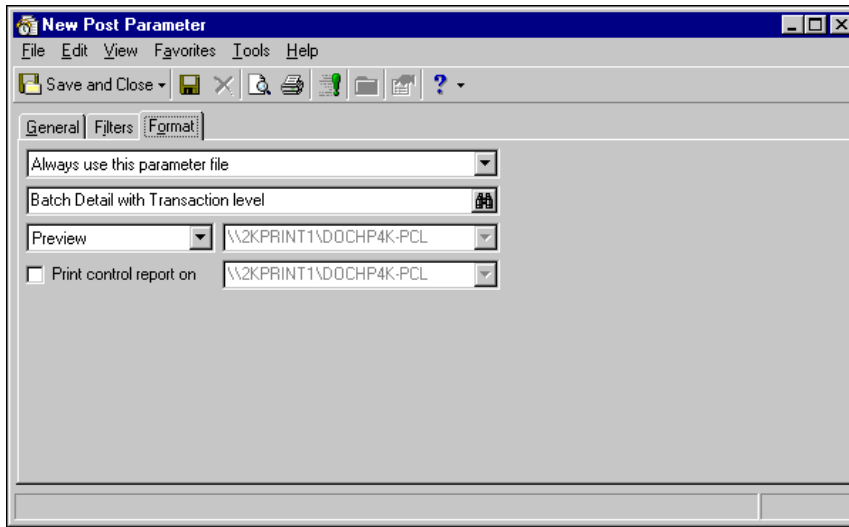 New Post Parameter
File Edit View Favorites Tools Help
Save and Close ?
General Filters Format
Always use this parameter file
Batch Detail with Transaction level
Preview \\2KPRINT1\DOCHP4K-PCL
Print control report on \\2KPRINT1\DOCHP4K-PCL